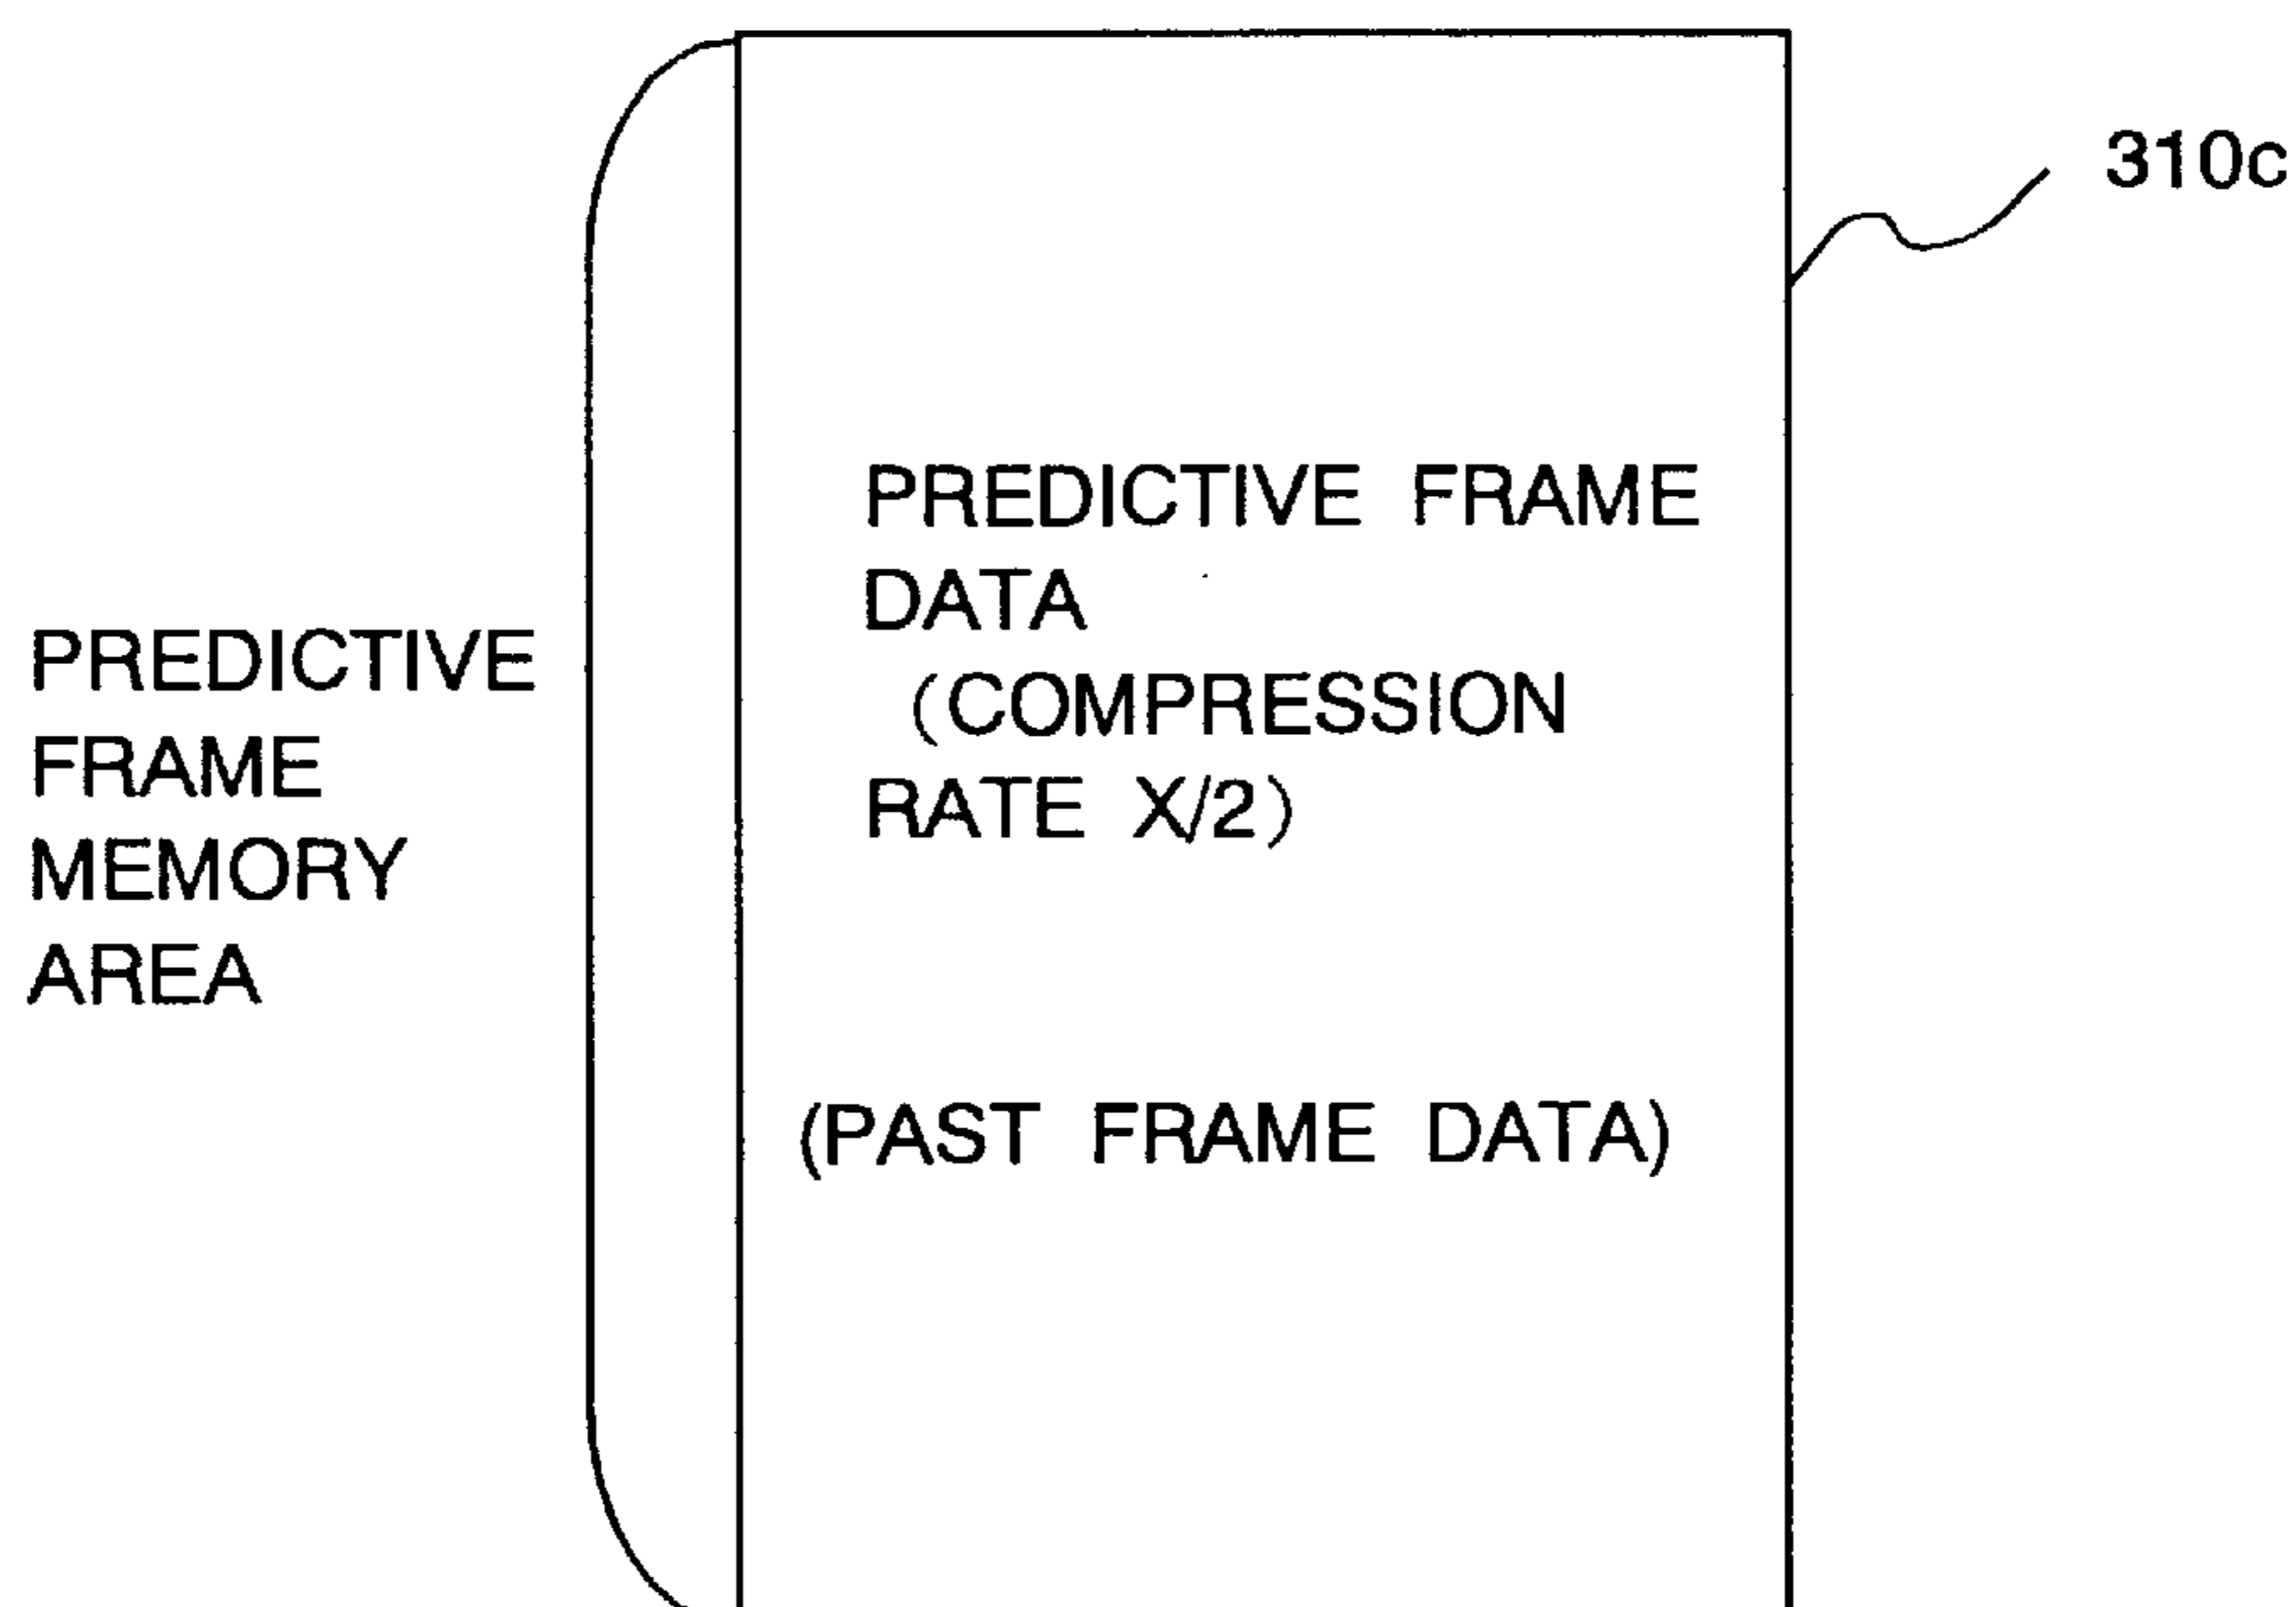 310c
PREDICTIVE FRAME
DATA
(COMPRESSION
RATE X/2)
PREDICTIVE
FRAME
MEMORY
AREA
(PAST FRAME DATA)